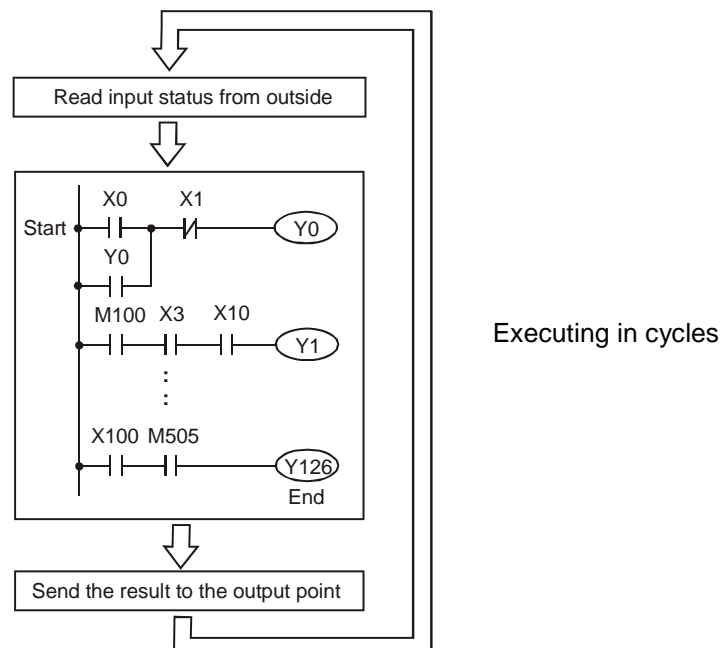 Read input status from outside
X0 X1
Start Y0
Y0
M100 X3 X10
Y1
X100 M505
Y126
End
Send the result to the output point
Executing in cycles